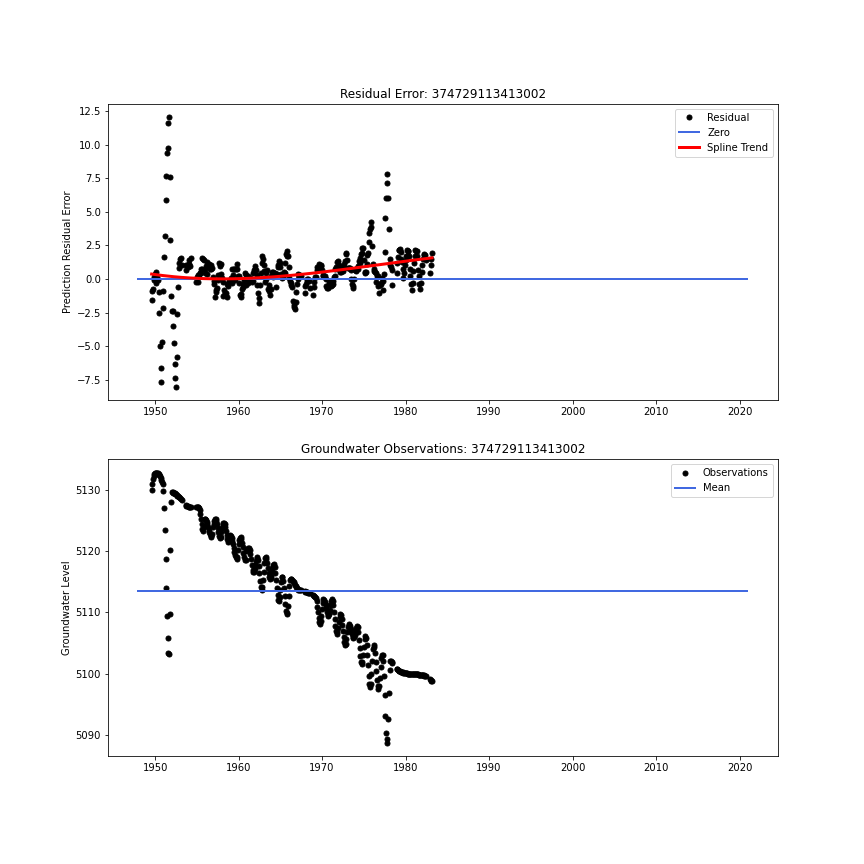 Residual Error: 374729113413002
Prediction Residual Error
12.5
10.0
7.5
5.0
2.5
0.0
−2.5
−5.0
−7.5
Residual
Zero
Spline Trend
1950 1960 1970 1980 1990 2000 2010 2020
Groundwater Observations: 374729113413002
Groundwater Level
5130
5120
5110
5100
5090
Observations
Mean
1950 1960 1970 1980 1990 2000 2010 2020